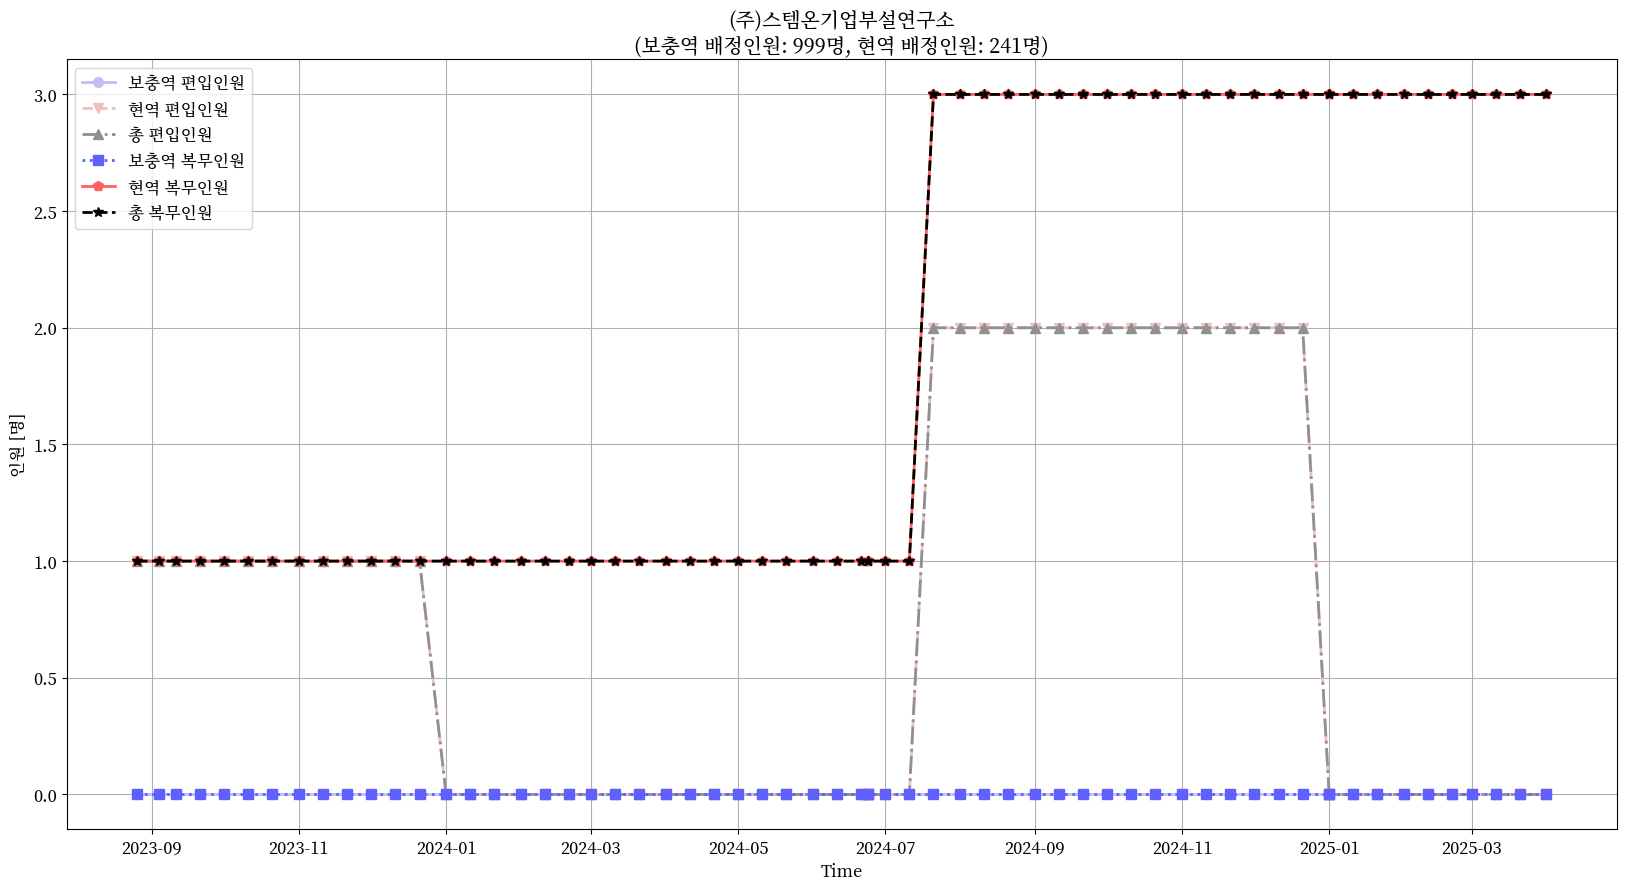 (주)스템온기업부설연구소
(보충역 배정인원: 999명, 현역 배정인원: 241명)
보충역 편입인원
현역 편입인원
총 편입인원
보충역 복무인원
현역 복무인원
총 복무인원
인원 [명]
3.0
2.5
2.0
1.5
1.0
0.5
0.0
2023-09
2023-11
2024-01
2024-03
2024-05
2024-07
2024-09
2024-11
2025-01
2025-03
Time